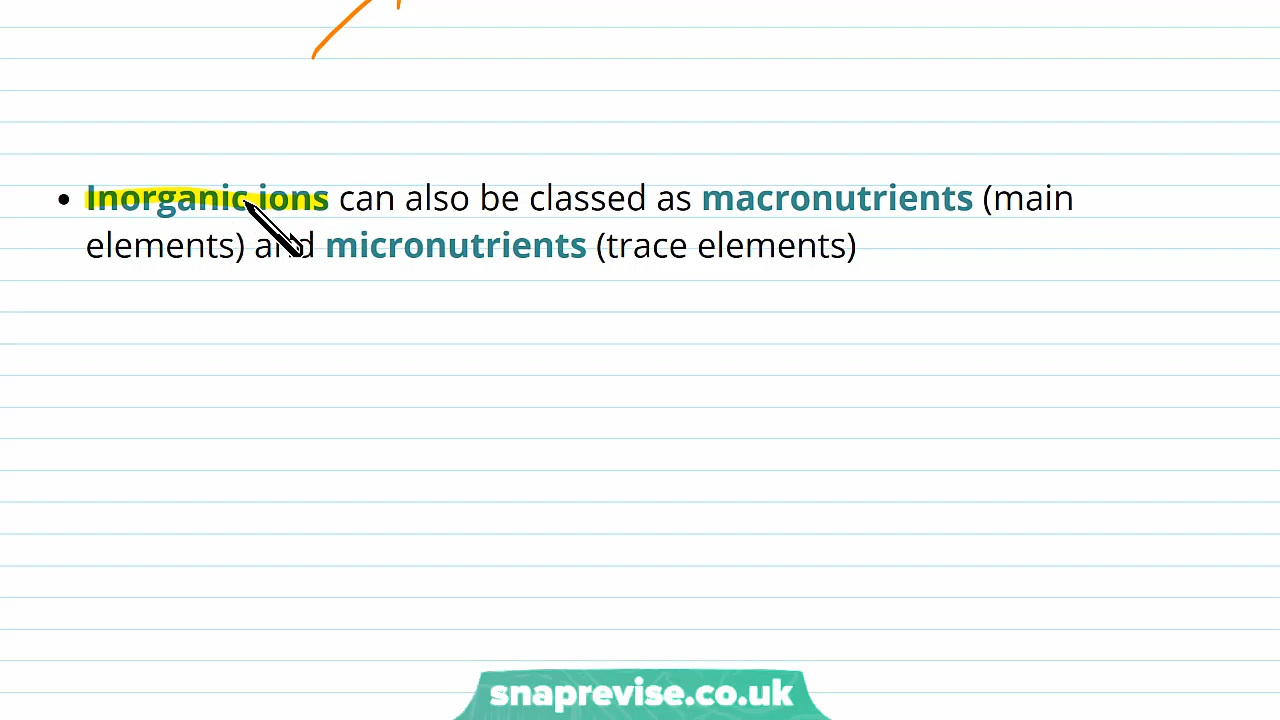 • Inorganic ions can also be classed as macronutrients (main
elements) and micronutrients (trace elements)
snaprevise.co.uk